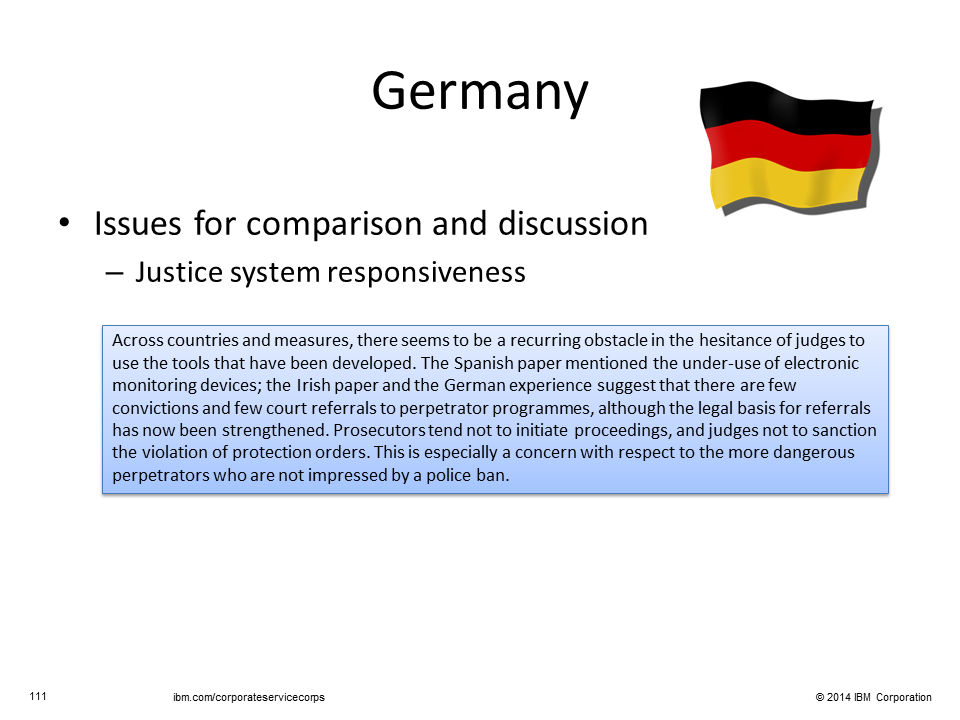 Germany
• Issues for comparison and discussion
– Justice system responsiveness
Across countries and measures, there seems to be a recurring obstacle in the hesitance of judges to
use the tools that have been developed. The Spanish paper mentioned the under-use of electronic
monitoring devices; the Irish paper and the German experience suggest that there are few
convictions and few court referrals to perpetrator programmes, although the legal basis for referrals
has now been strengthened. Prosecutors tend not to initiate proceedings, and judges not to sanction
the violation of protection orders. This is especially a concern with respect to the more dangerous
perpetrators who are not impressed by a police ban.
111 ibm.com/corporateservicecorps © 2014 IBM Corporation